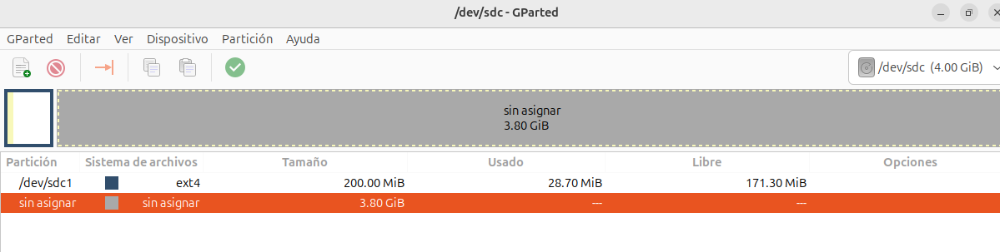 /dev/sdc - GParted
GParted Editar Ver Dispositivo Partición Ayuda
/dev/sdc (4.00 GiB)
sin asignar
3.80 GiB
Partición Sistema de archivos Tamaño Usado Libre Opciones
/dev/sdc1 ext4 200.00 MiB 28.70 MiB 171.30 MiB
sin asignar sin asignar 3.80 GiB --- ---